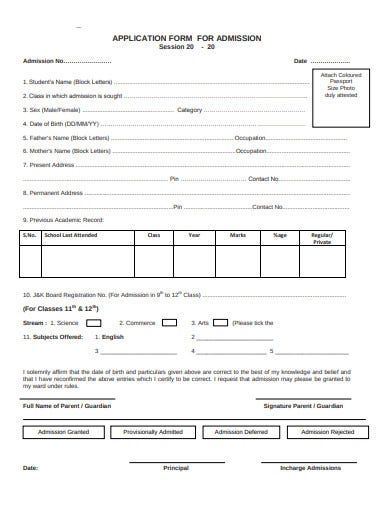 APPLICATION FORM FOR ADMISSION
Session 20 - 20
Admission No........................ Date ...................
Attach Coloured
Passport
Size Photo
duly attested
1. Student's Name (Block Letters) ............................................................
2. Class in which admission is sought ............................................................
3. Sex (Male/Female) ........................................ Category ........................
4. Date of Birth (DD/MM/YY) ............................................................
5. Father's Name (Block Letters) ........................................ Occupation........................................
6. Mother's Name (Block Letters) ........................................ Occupation........................................
7. Present Address ............................................................
............................................................Pin ........................ Contact No........................
8. Permanent Address ............................................................
............................................................Pin........................ Contact No........................
9. Previous Academic Record:
S.No. School Last Attended Class Year Marks %age Regular/
Private
10. J&K Board Registration No. (For Admission in 9th to 12th Class) ............................................................
(For Classes 11th & 12th)
Stream : 1. Science 2. Commerce 3. Arts (Please tick the
11. Subjects Offered: 1. English 2 ______________________
3 ______________________ 4 ______________________
I solemnly affirm that the date of birth and particulars given above are correct to the best of my knowledge and belief and
that I have reconfirmed the above entries which I certify to be correct. I request that admission may please be granted to
my ward under rules.
Full Name of Parent / Guardian Signature Parent / Guardian
Admission Granted Provisionally Admitted Admission Deferred Admission Rejected
Date: Principal Incharge Admissions